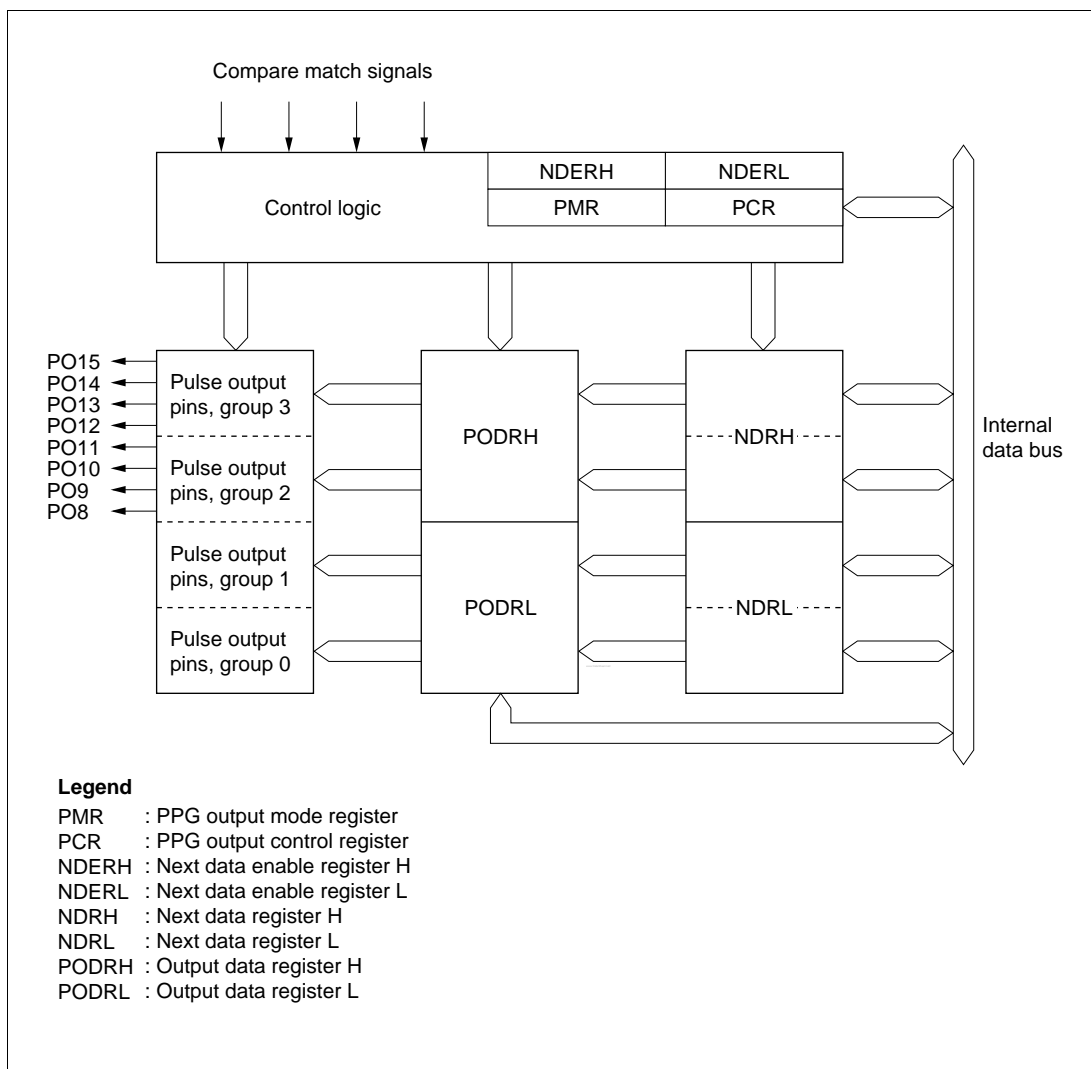 Compare match signals
NDERH NDERL
Control logic PMR PCR
PO15
PO14
PO13
PO12
PO11
PO10
PO9
PO8
Pulse output
pins, group 3
Pulse output
pins, group 2
Pulse output
pins, group 1
Pulse output
pins, group 0
PODRH
PODRL
NDRH
NDRL
Internal
data bus
Legend
PMR : PPG output mode register
PCR : PPG output control register
NDERH : Next data enable register H
NDERL : Next data enable register L
NDRH : Next data register H
NDRL : Next data register L
PODRH : Output data register H
PODRL : Output data register L